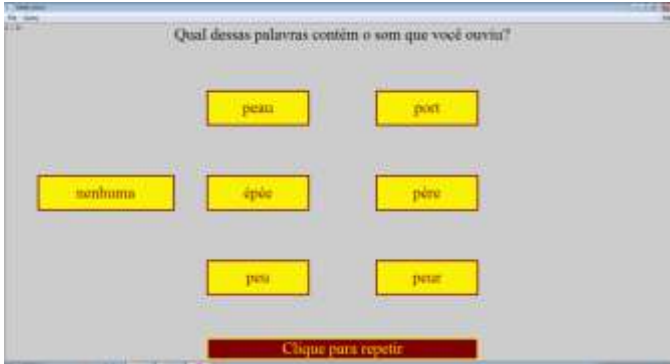 Qual dessas palavras contém o som que você ouviu?
peau port
nenhuma épée père
peu peur
Clique para repetir